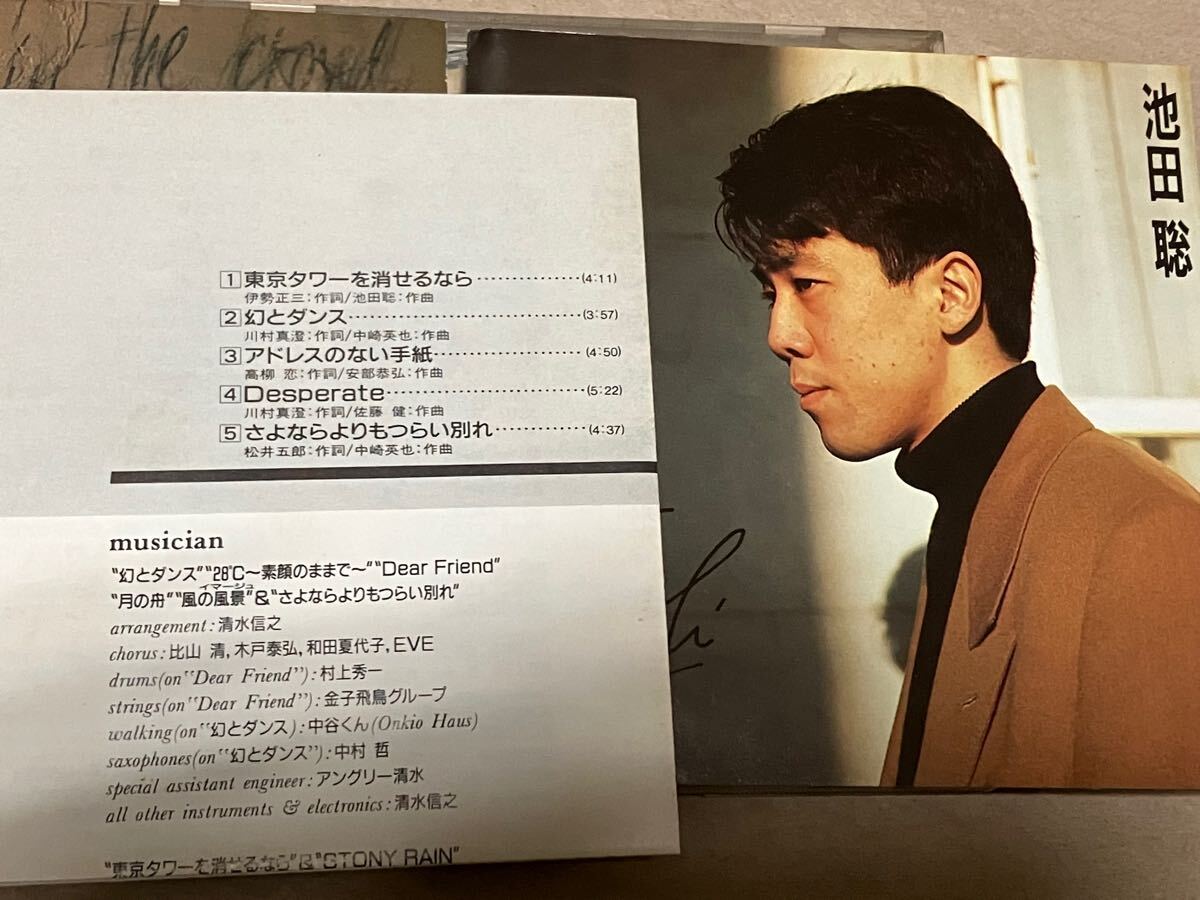 in the crowd
池田 聡
1 東京タワーを消せるなら……………(4:11)
伊勢正三:作詞/池田聡:作曲
2 幻とダンス……………………………(3:57)
川村真澄:作詞/中崎英也:作曲
3 アドレスのない手紙…………………(4:50)
高柳 恋:作詞/安部恭弘:作曲
4 Desperate………………………(5:22)
川村真澄:作詞/佐藤 健:作曲
5 さよならよりもつらい別れ…………(4:37)
松井五郎:作詞/中崎英也:作曲
musician
"幻とダンス""28℃〜素顔のままで〜""Dear Friend"
イマージュ
"月の舟""風の風景"&"さよならよりもつらい別れ"
arrangement:清水信之
chorus:比山 清,木戸泰弘,和田夏代子,EVE
drums(on"Dear Friend"):村上秀一
strings(on"Dear Friend"):金子飛鳥グループ
walking(on"幻とダンス):中谷くん(Onkio Haus)
saxophones(on"幻とダンス"):中村 哲
special assistant engineer:アングリー清水
all other instruments & electronics:清水信之
"東京タワーを消せるなら"&"STONY RAIN"